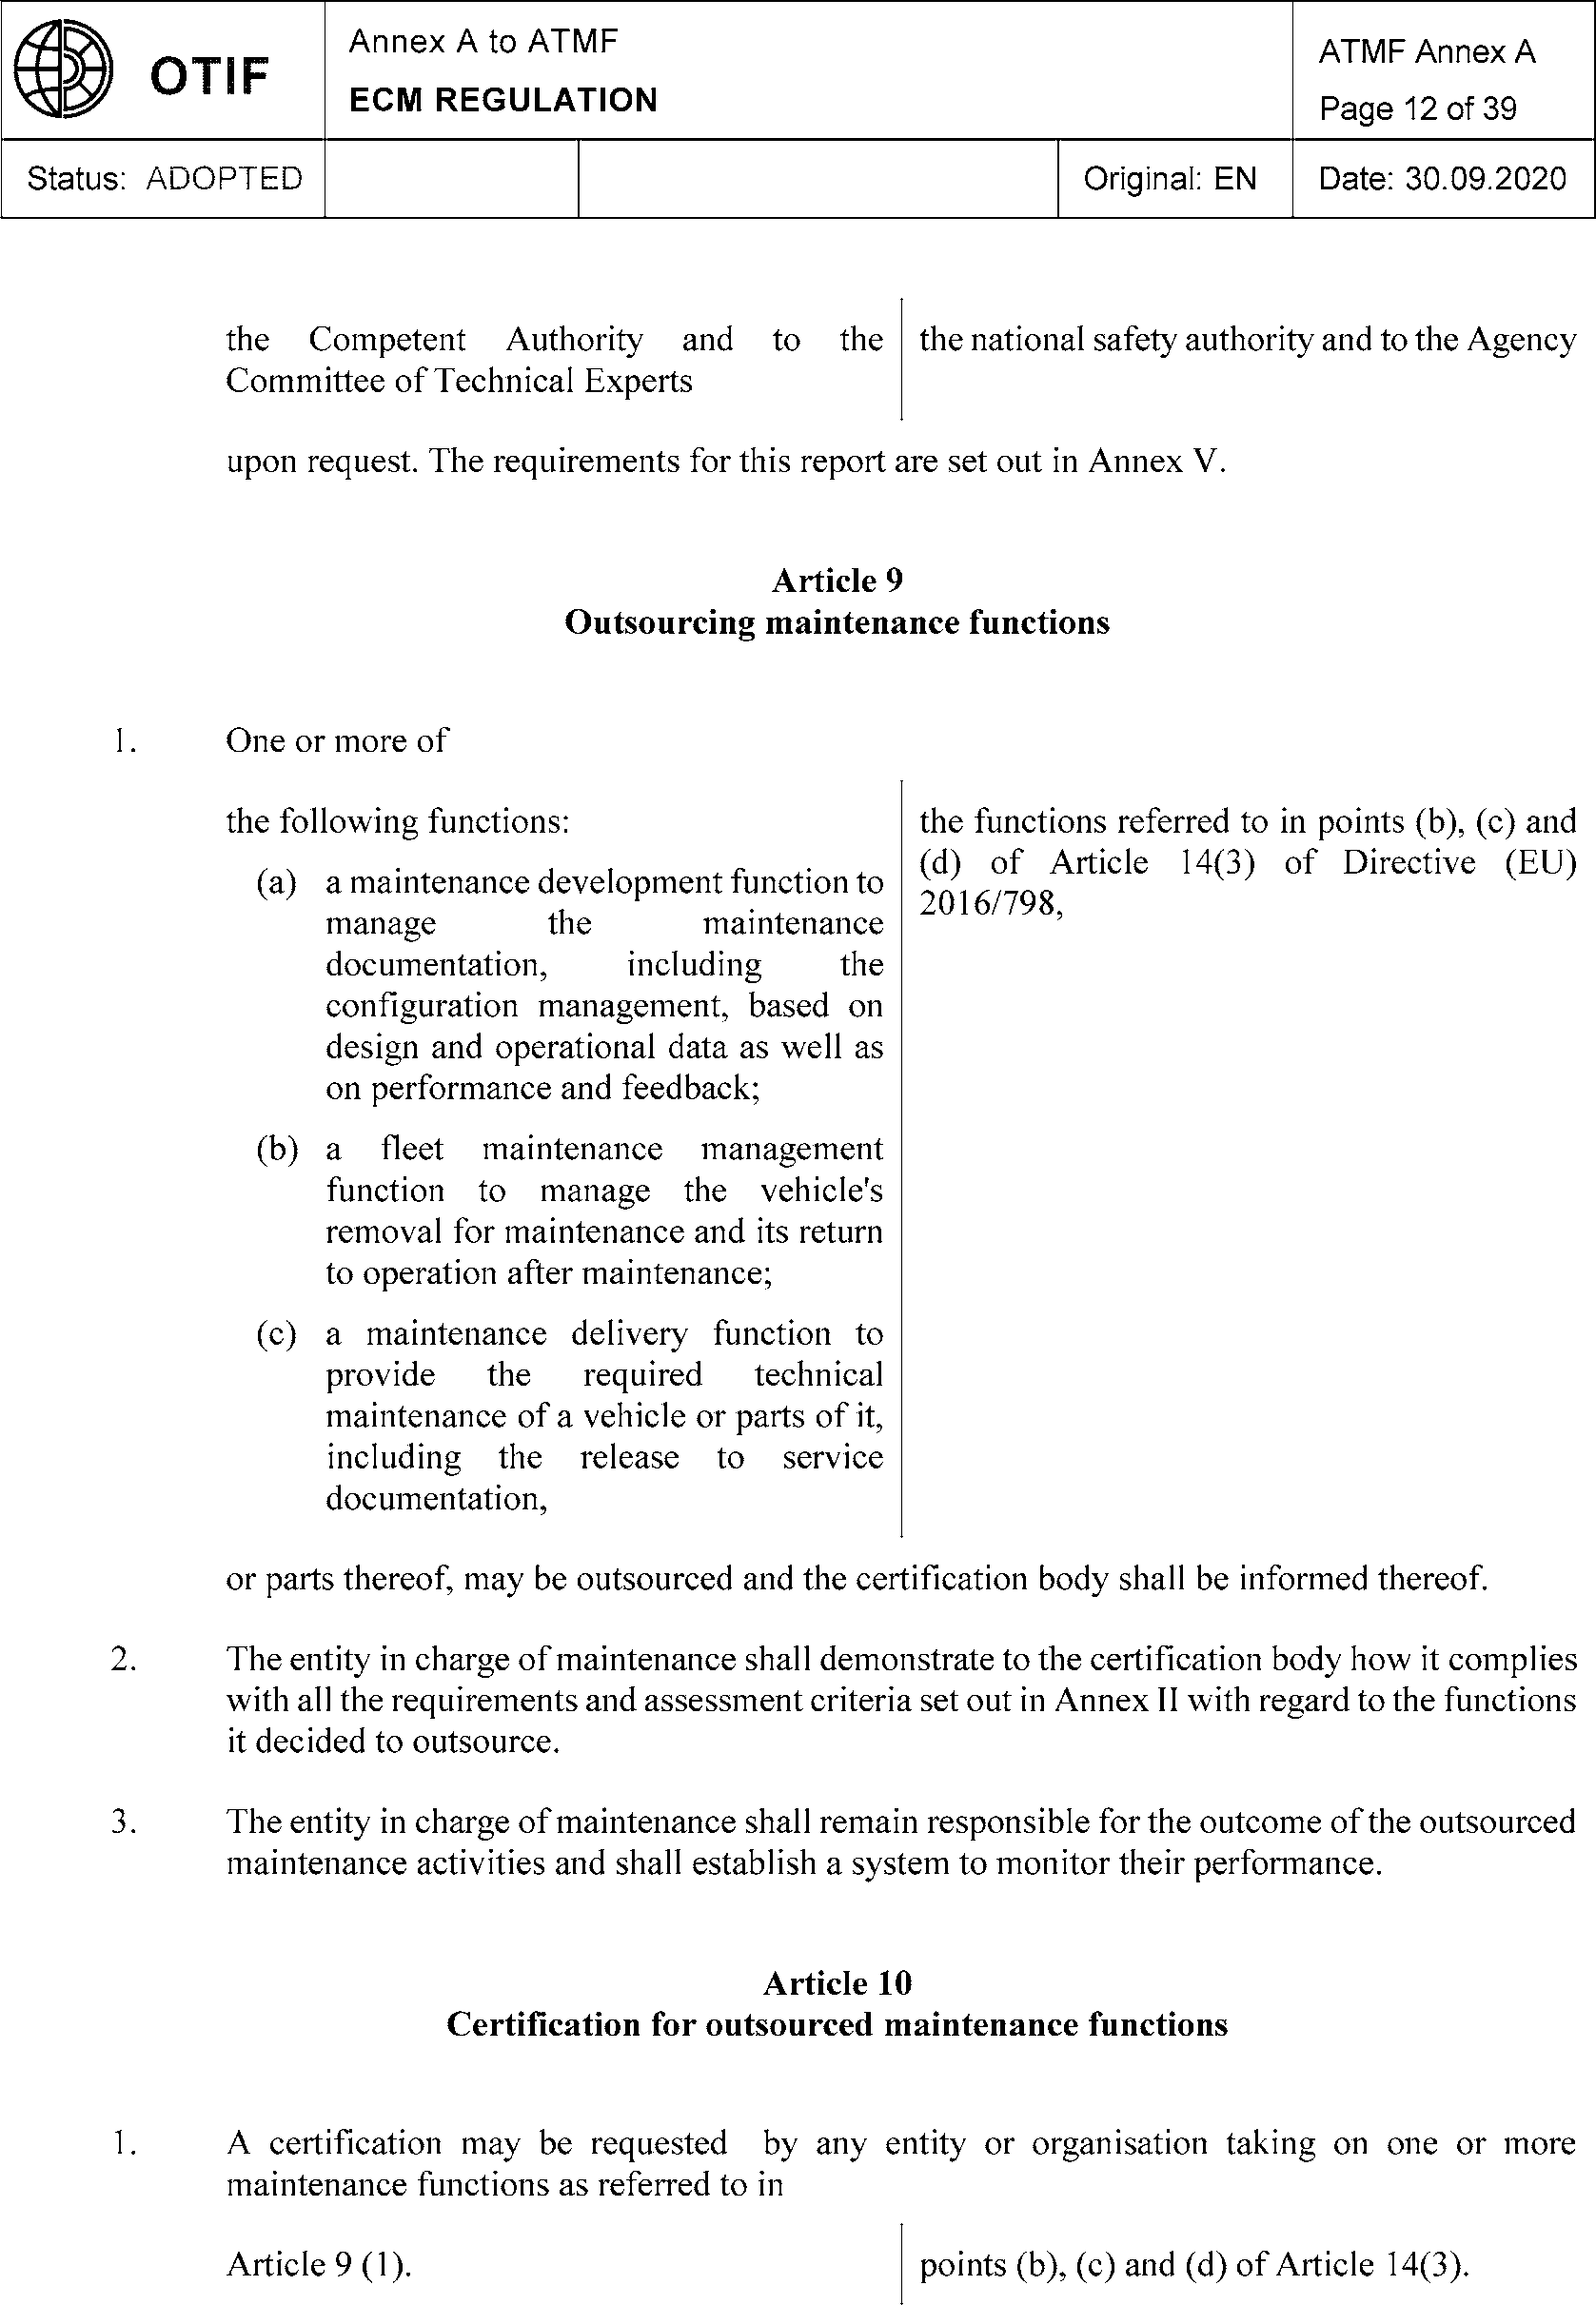 OTIF
Annex A to ATMF
ECM REGULATION
ATMF Annex A
Page 12 of 39
Status: ADOPTED
Original: EN
Date: 30.09.2020
the Competent Authority and to the
Committee of Technical Experts
the national safety authority and to the Agency
upon request. The requirements for this report are set out in Annex V.
Article 9
Outsourcing maintenance functions
1. One or more of
the following functions:
(a) a maintenance development function to
manage the maintenance
documentation, including the
configuration management, based on
design and operational data as well as
on performance and feedback;
(b) a fleet maintenance management
function to manage the vehicle's
removal for maintenance and its return
to operation after maintenance;
(c) a maintenance delivery function to
provide the required technical
maintenance of a vehicle or parts of it,
including the release to service
documentation,
the functions referred to in points (b), (c) and
(d) of Article 14(3) of Directive (EU)
2016/798,
or parts thereof, may be outsourced and the certification body shall be informed thereof.
2. The entity in charge of maintenance shall demonstrate to the certification body how it complies
with all the requirements and assessment criteria set out in Annex II with regard to the functions
it decided to outsource.
3. The entity in charge of maintenance shall remain responsible for the outcome of the outsourced
maintenance activities and shall establish a system to monitor their performance.
Article 10
Certification for outsourced maintenance functions
1. A certification may be requested by any entity or organisation taking on one or more
maintenance functions as referred to in
Article 9 (1).
points (b), (c) and (d) of Article 14(3).